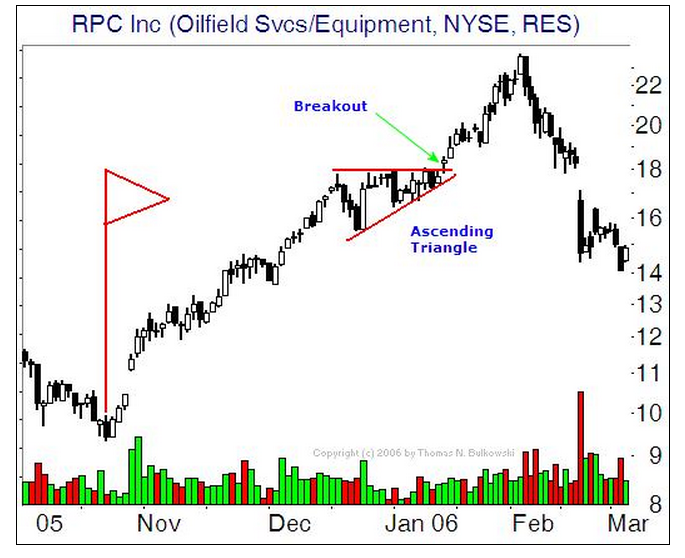 RPC Inc (Oilfield Svcs/Equipment, NYSE, RES)
Breakout
Ascending
Triangle
22
20
18
16
14
13
12
11
10
9
8
Copyright (c) 2006 by Thomas N. Bulkowski
05 Nov Dec Jan 06 Feb Mar